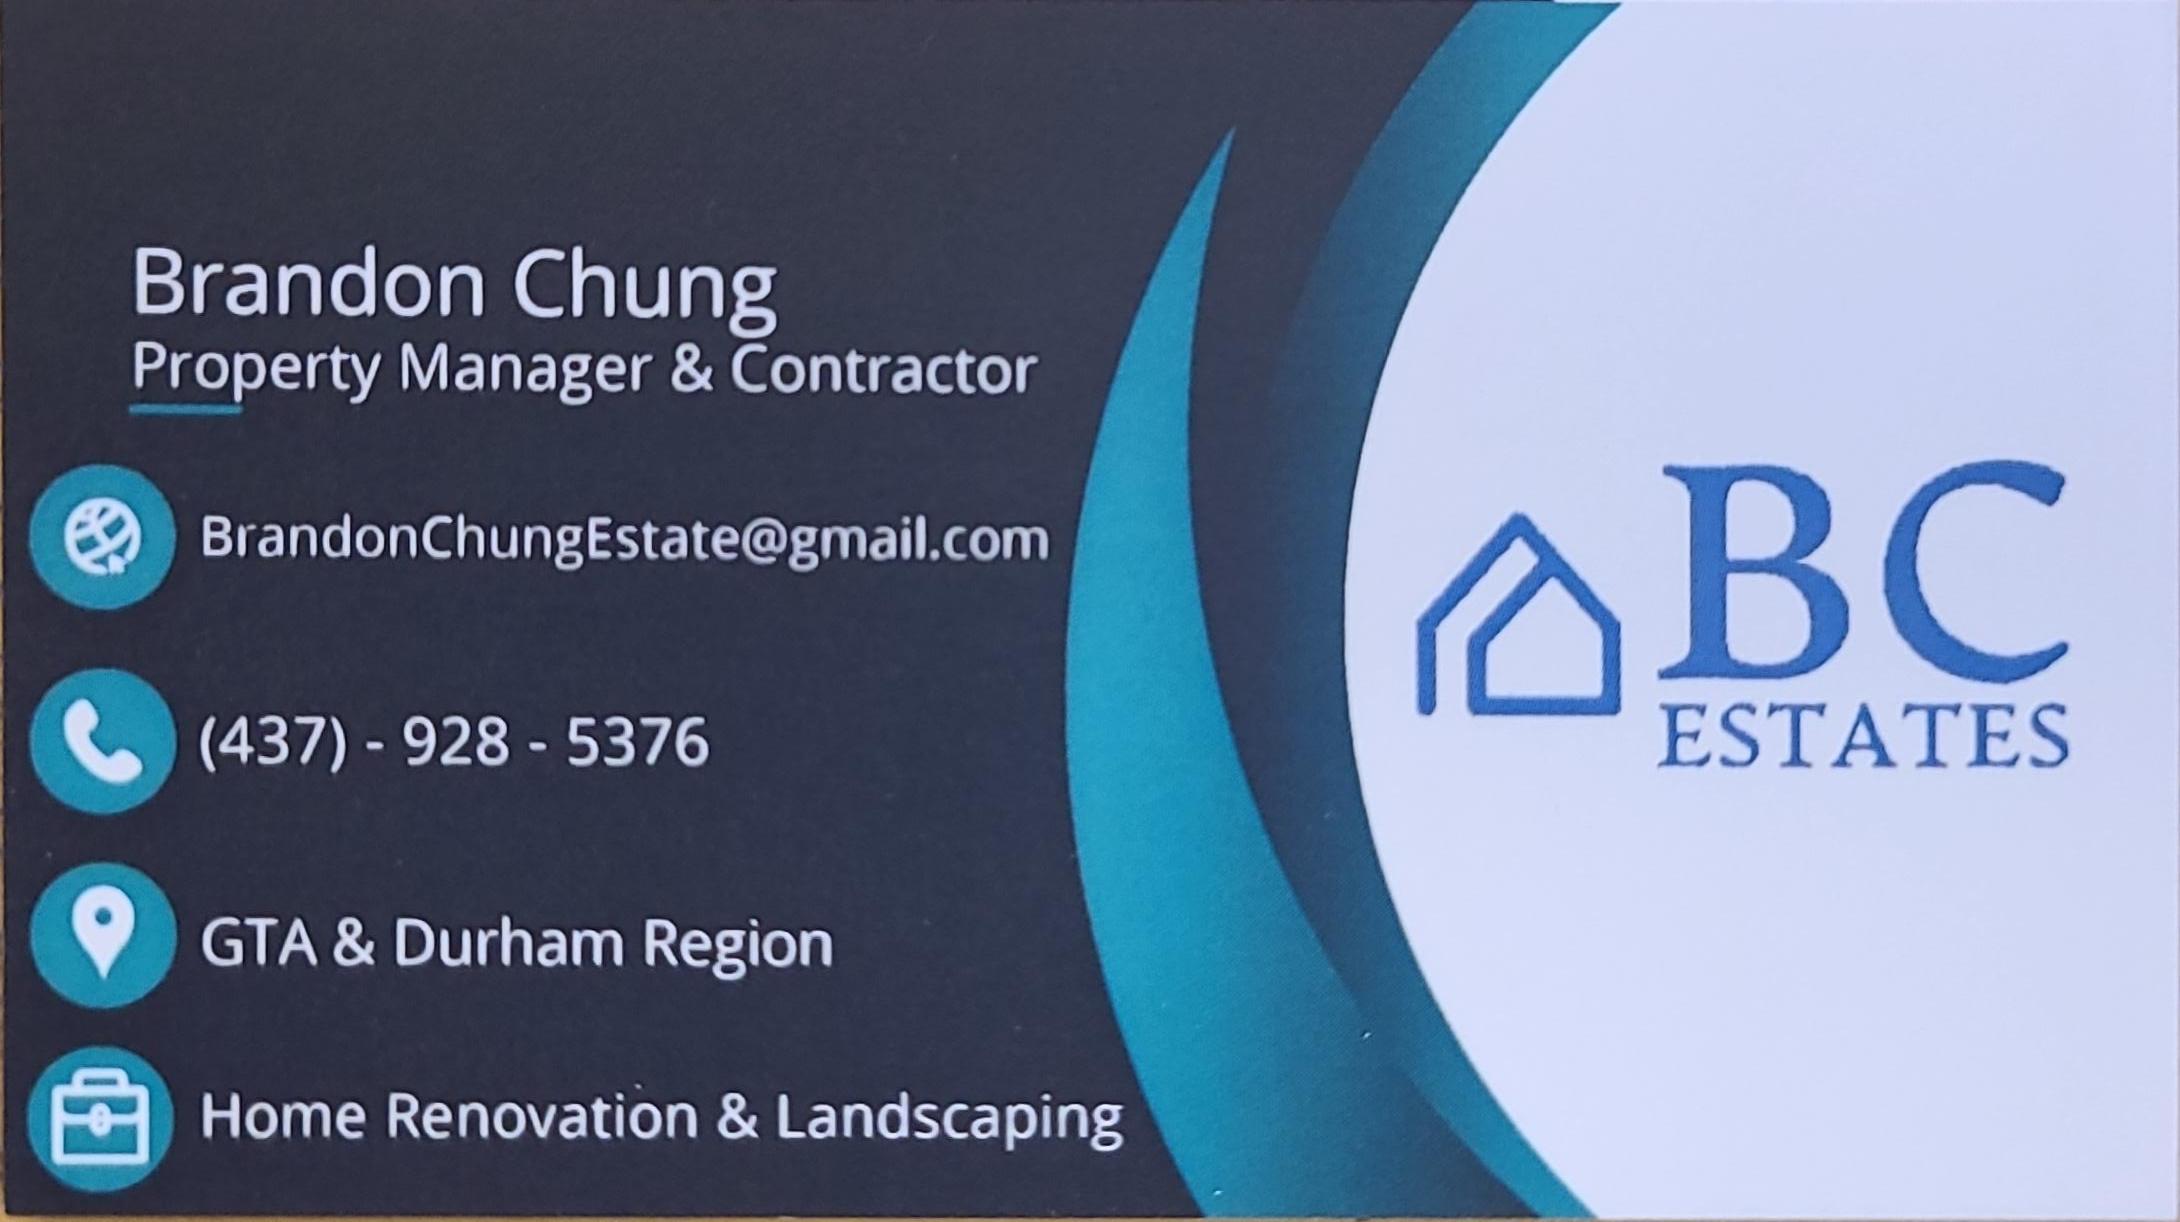 Brandon Chung
Property Manager & Contractor
BrandonChungEstate@gmail.com
(437) - 928 - 5376
GTA & Durham Region
Home Renovation & Landscaping
BC
ESTATES